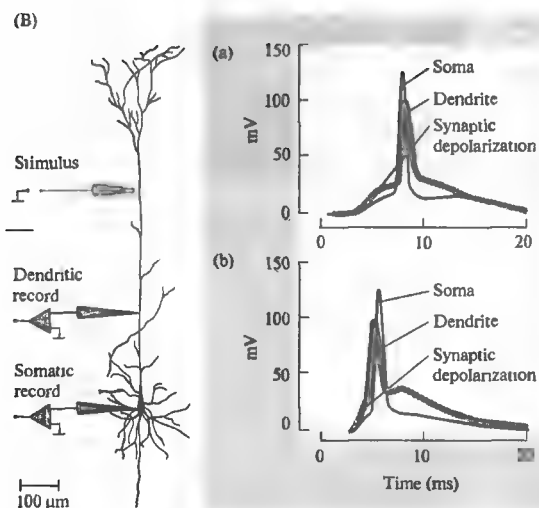 (B)
Stimulus
Dendritic
record
Somatic
record
100 µm
(a)
150
100
50
0
mV
Soma
Dendrite
Synaptic
depolarization
0
10
20
(b)
150
100
50
0
mV
Soma
Dendrite
Synaptic
depolarization
0
10
Time (ms)